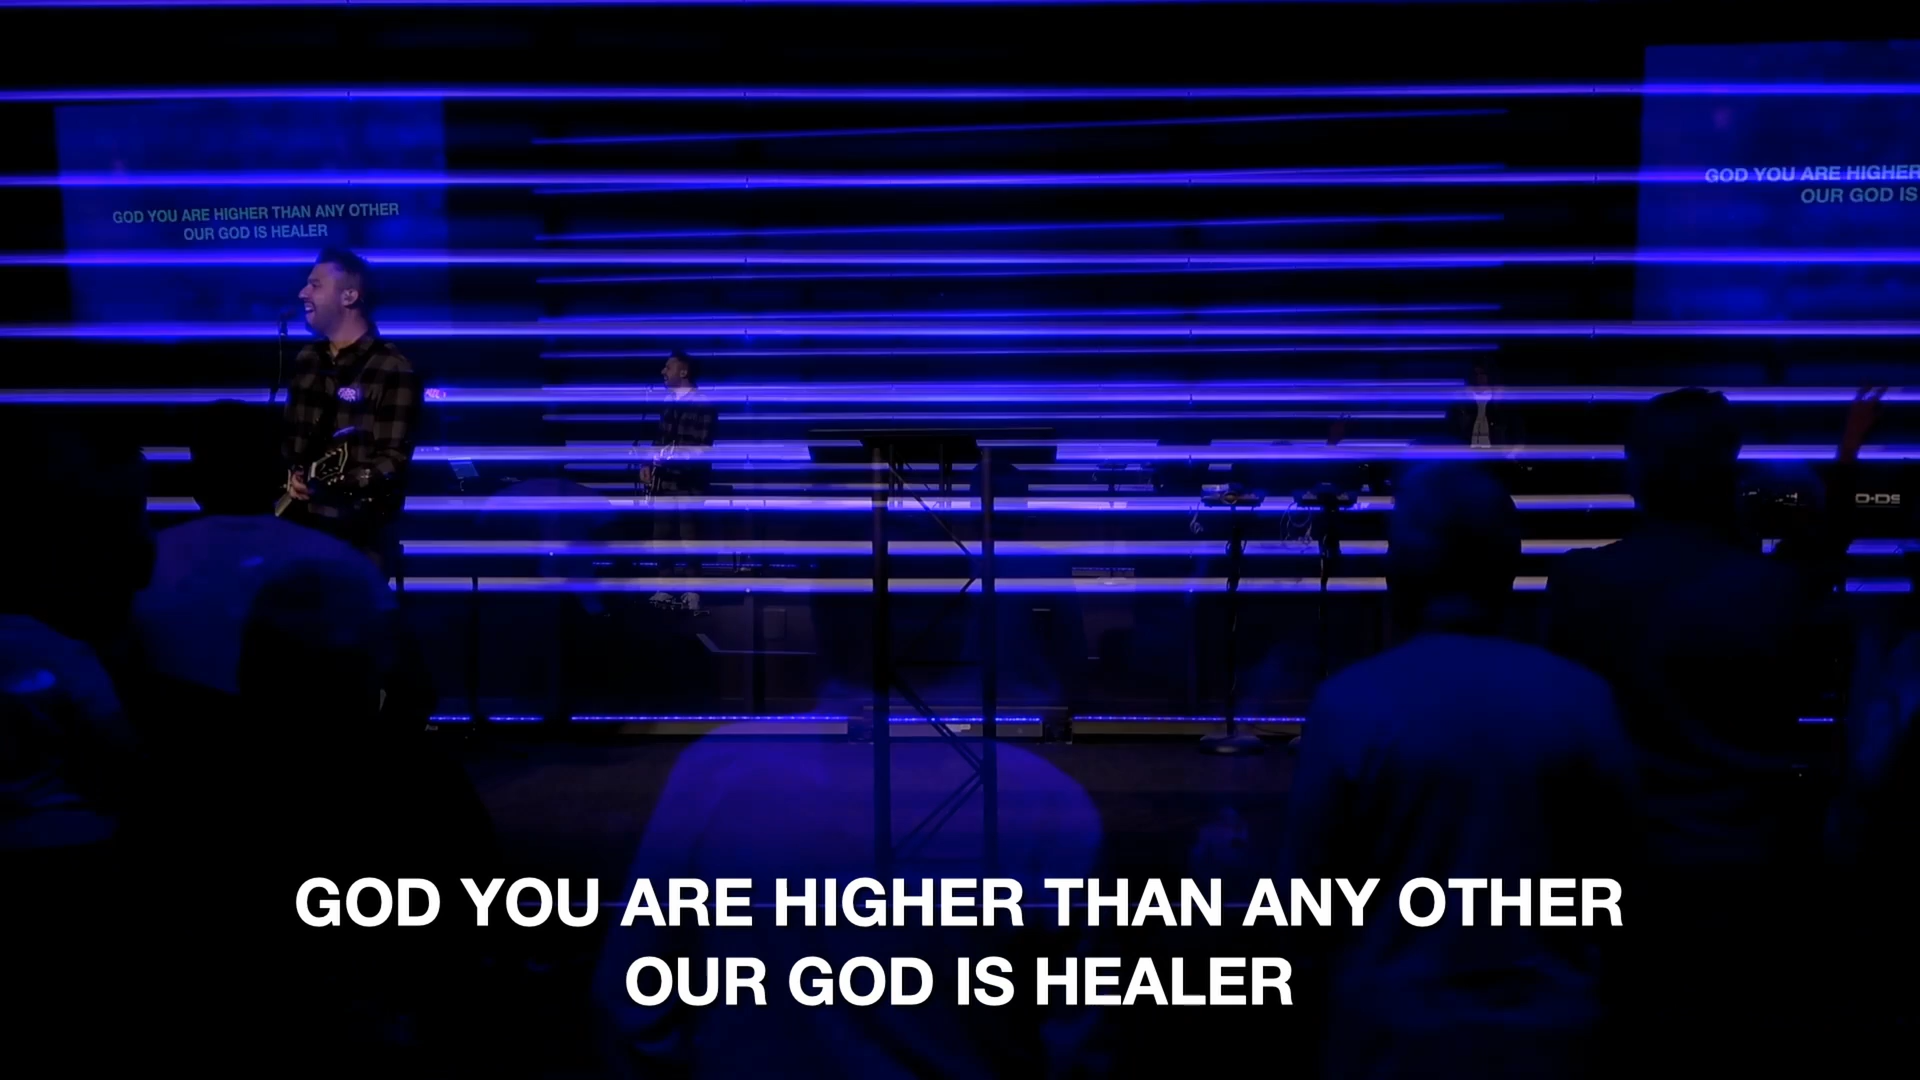 GOD YOU ARE HIGHER THAN ANY OTHER
OUR GOD IS HEALER
GOD YOU ARE HIGHER
OUR GOD IS
GOD YOU ARE HIGHER THAN ANY OTHER
OUR GOD IS HEALER